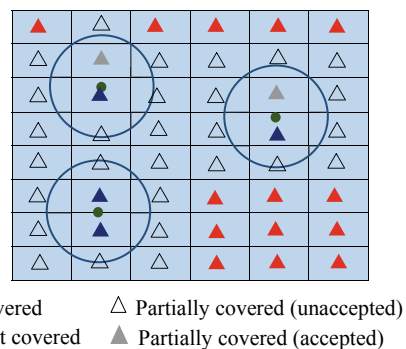 vered △ Partially covered (unaccepted)
t covered ▲ Partially covered (accepted)